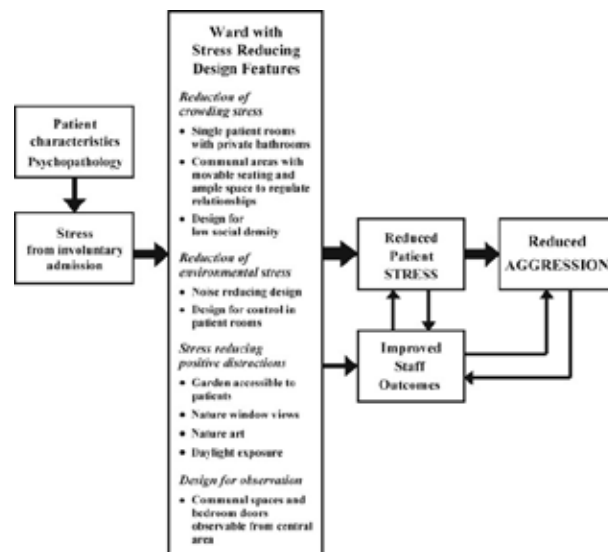 Patient
characteristics
Psychopathology
Stress
from involuntary
admission
Ward with
Stress Reducing
Design Features
Reduction of
crowding stress
• Single patient rooms
with private bathrooms
• Communal areas with
movable seating and
ample space to regulate
relationships
• Design for
low social density
Reduction of
environmental stress
• Noise reducing design
• Design for control in
patient rooms
Stress reducing
positive distractions
• Garden accessible to
patients
• Nature window views
• Nature art
• Daylight exposure
Design for observation
• Communal spaces and
bedroom doors
observable from central
area
Reduced
Patient
STRESS
Improved
Staff
Outcomes
Reduced
AGGRESSION